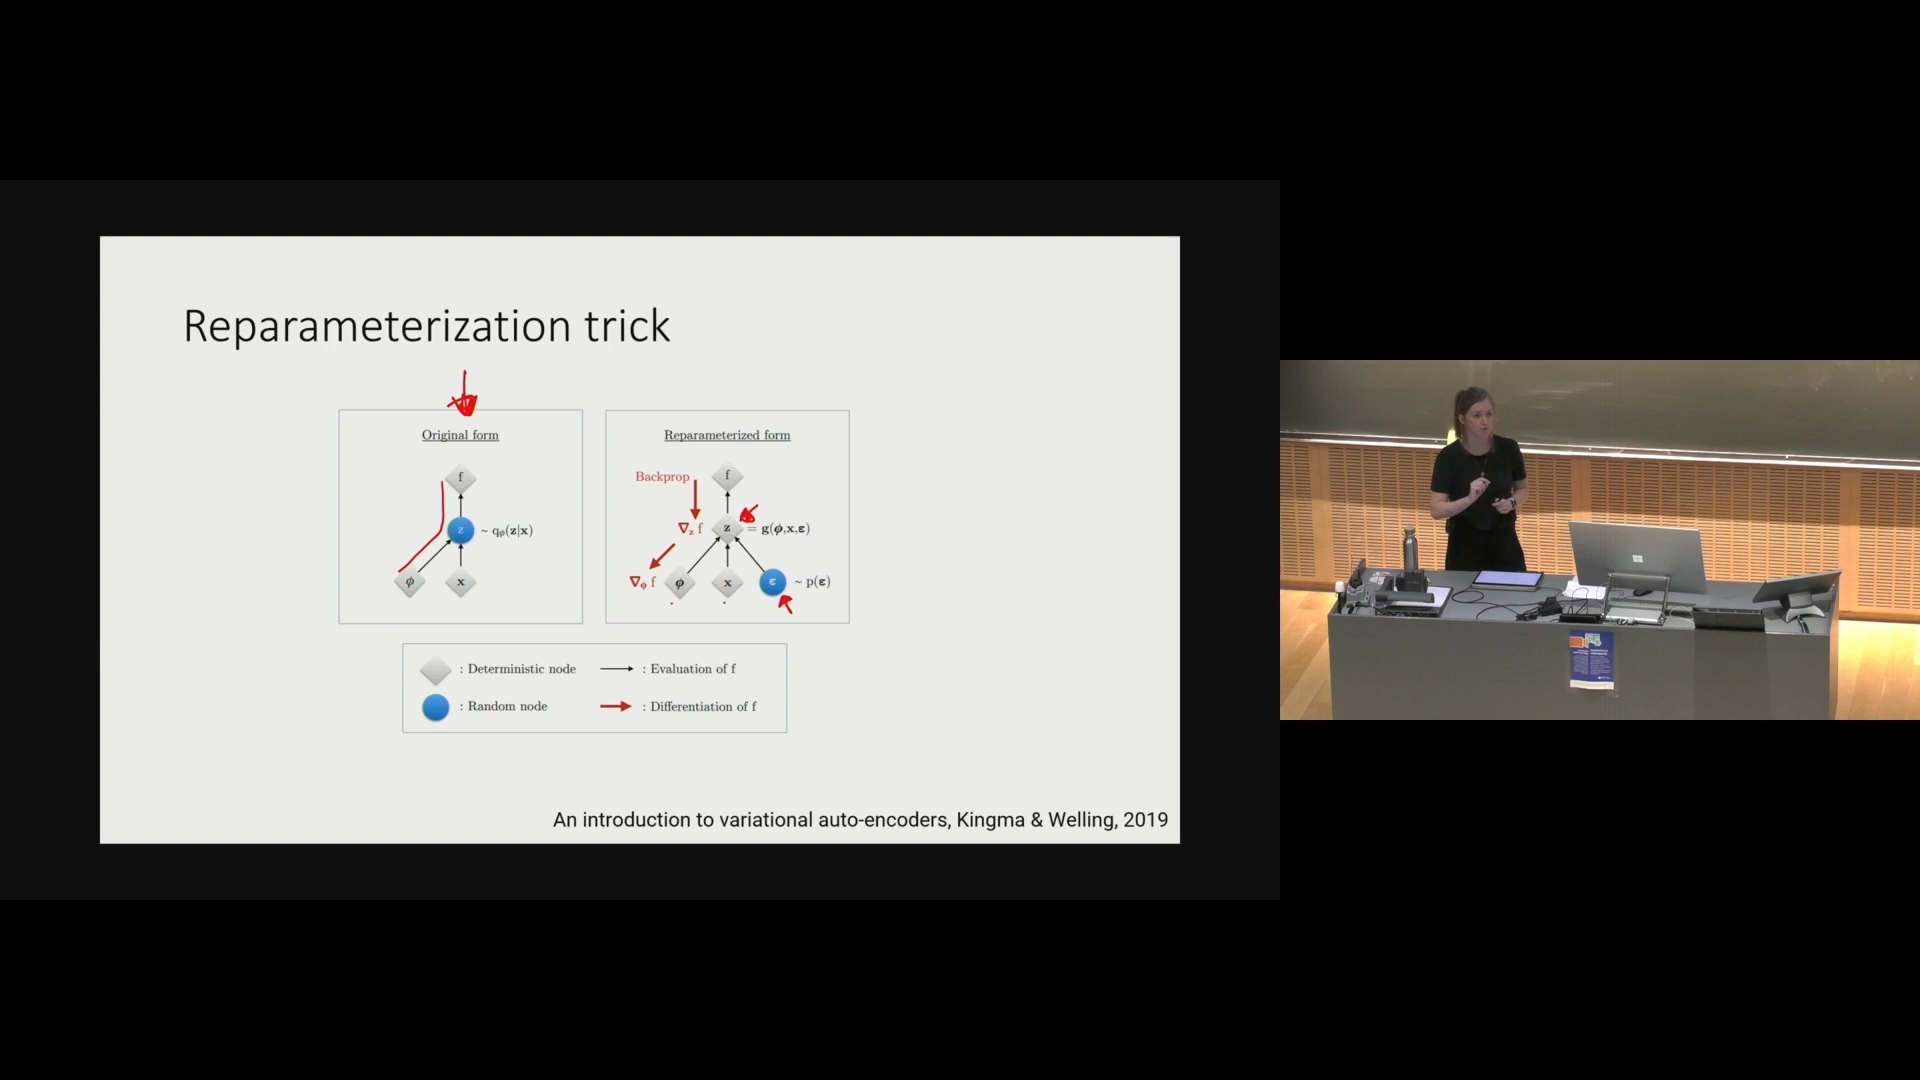 Reparameterization trick
Original form
f
z ~ qφ(z|x)
φ x
Reparameterized form
Backprop f
∇z f z = g(φ,x,ε)
∇φ f φ x ε ~ p(ε)
: Deterministic node : Evaluation of f
: Random node : Differentiation of f
An introduction to variational auto-encoders, Kingma & Welling, 2019